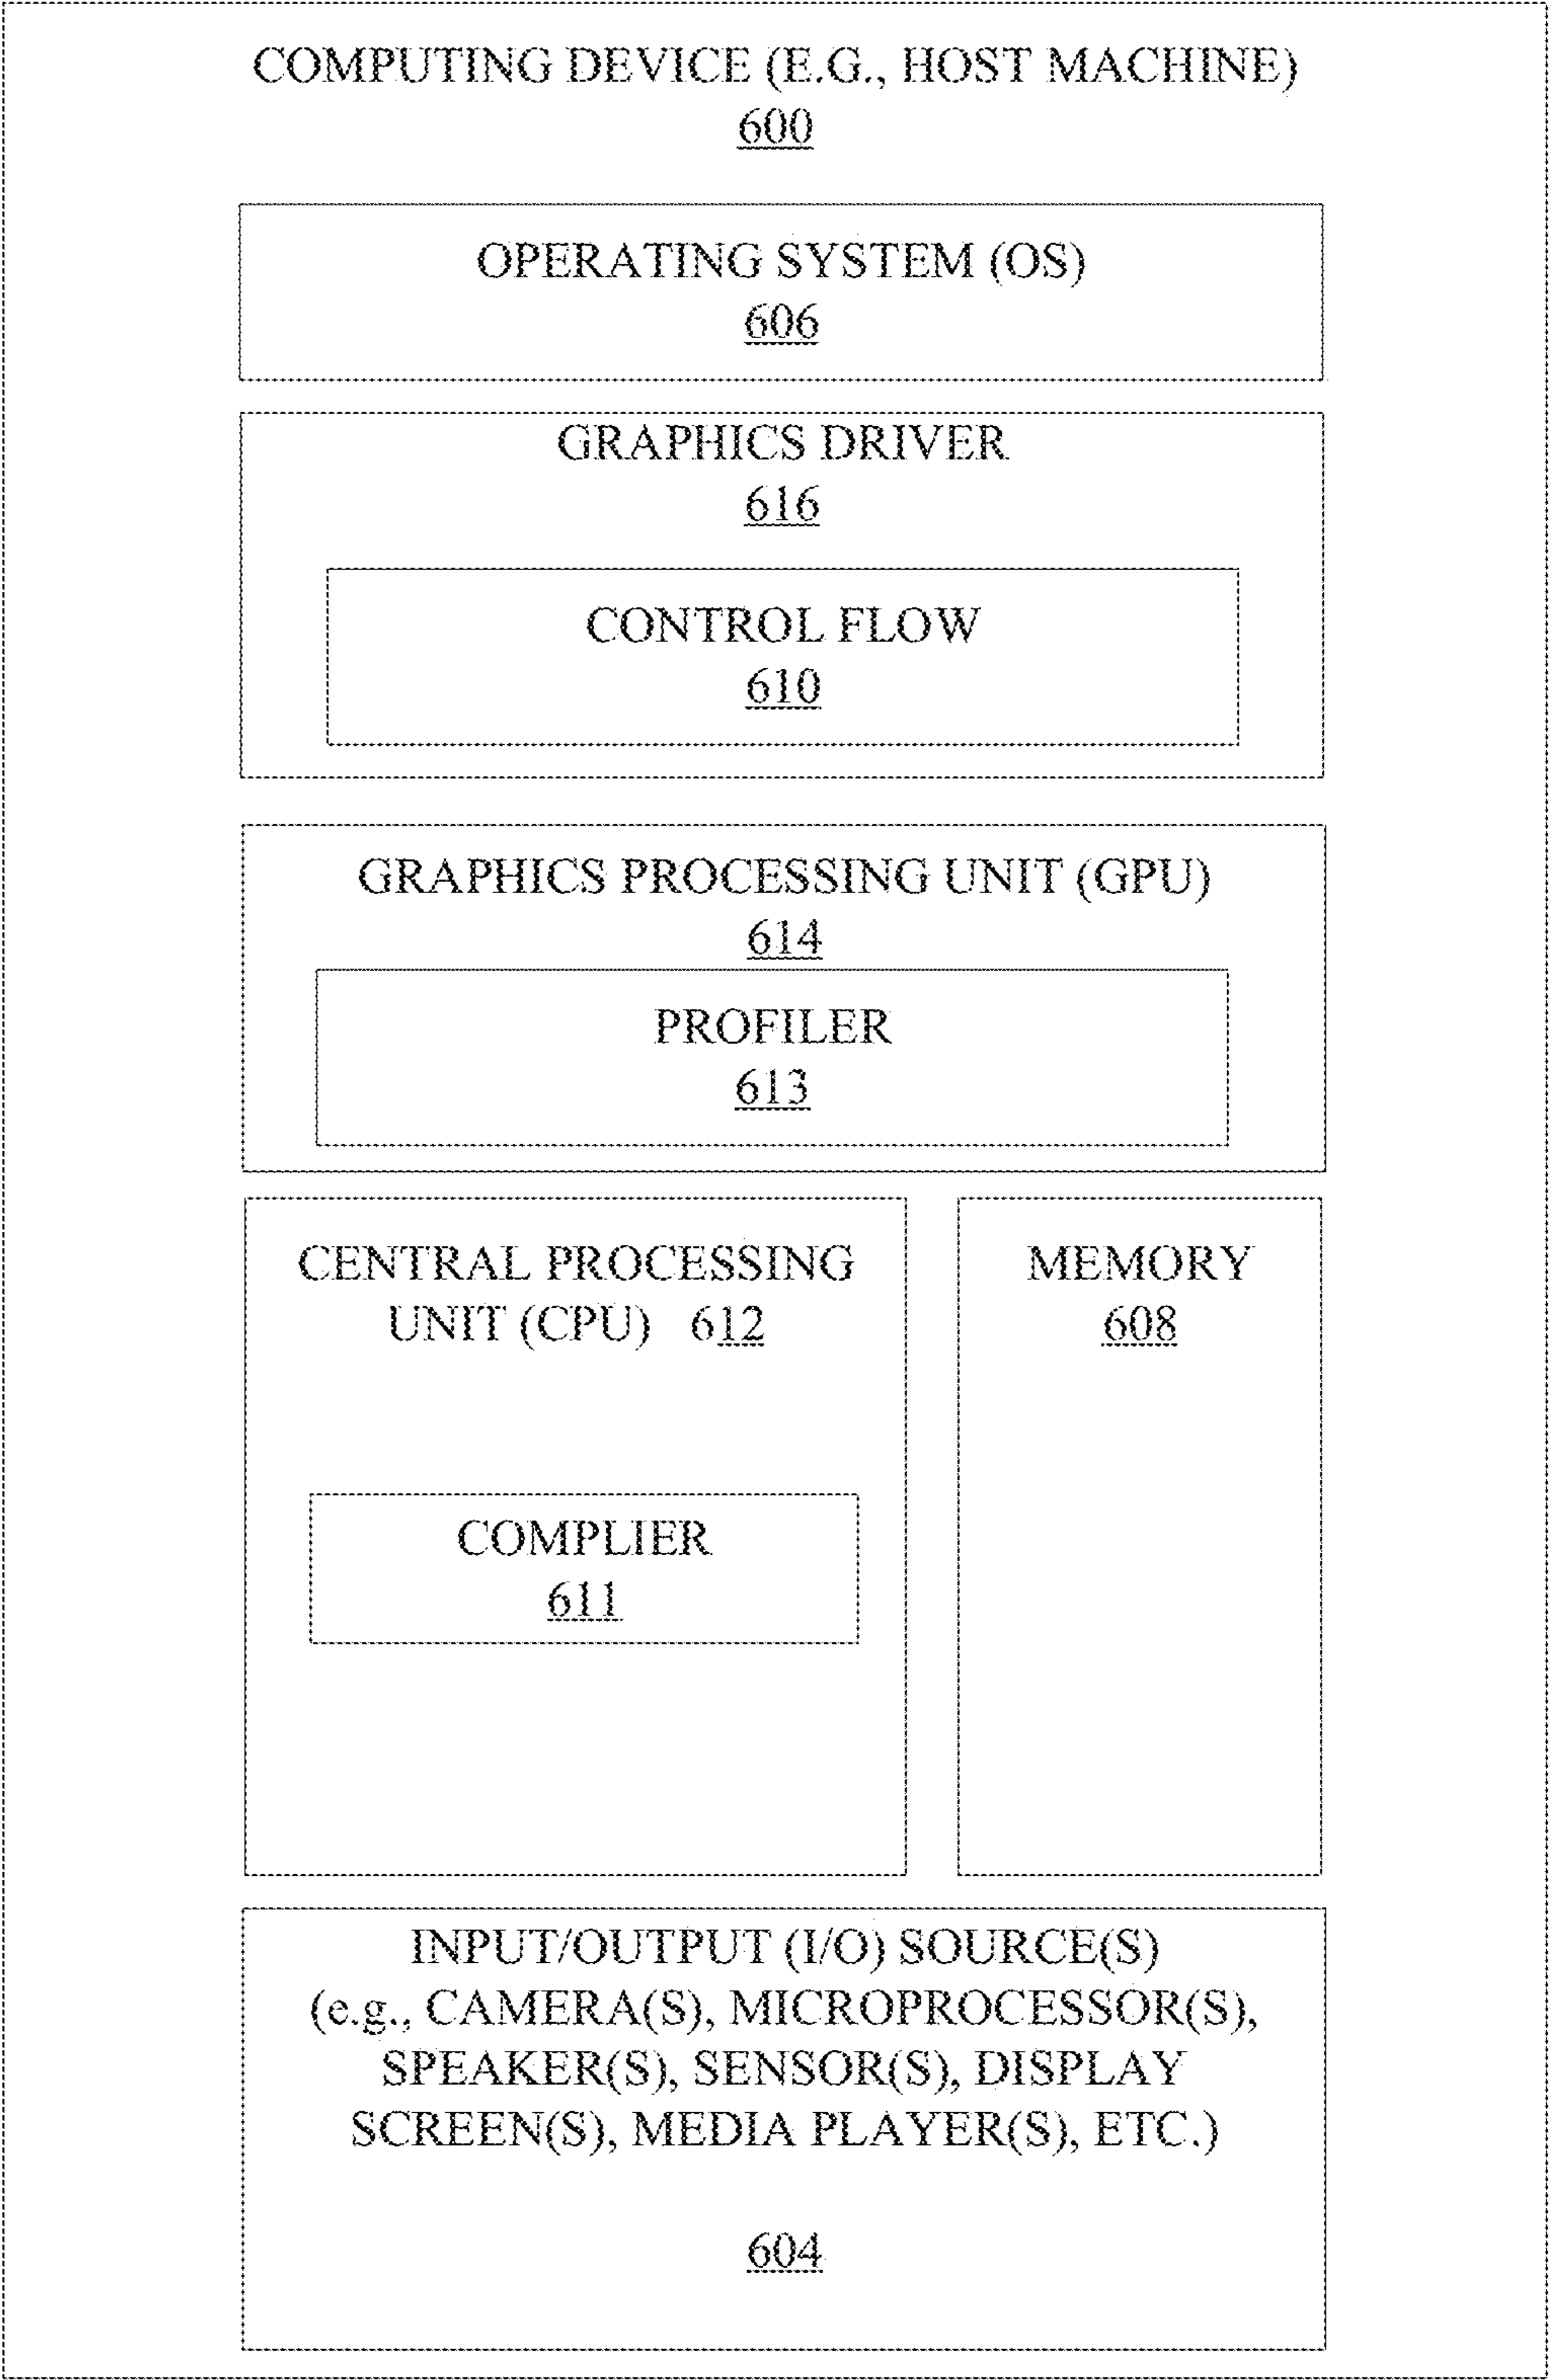 COMPUTING DEVICE (E.G., HOST MACHINE)
600
OPERATING SYSTEM (OS)
606
GRAPHICS DRIVER
616
CONTROL FLOW
610
GRAPHICS PROCESSING UNIT (GPU)
614
PROFILER
613
CENTRAL PROCESSING
UNIT (CPU) 612
COMPLIER
611
MEMORY
608
INPUT/OUTPUT (I/O) SOURCE(S)
(e.g., CAMERA(S), MICROPROCESSOR(S),
SPEAKER(S), SENSOR(S), DISPLAY
SCREEN(S), MEDIA PLAYER(S), ETC.)
604